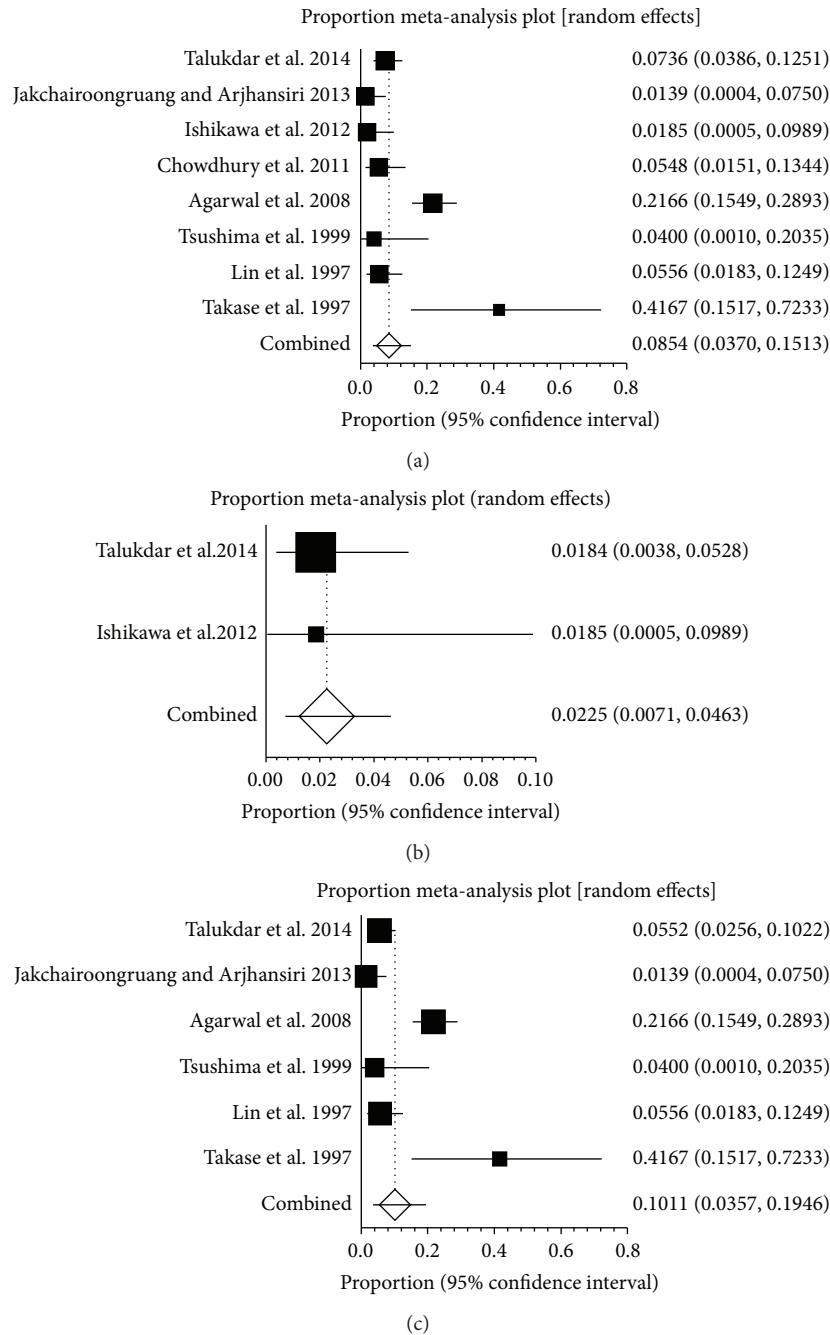 Proportion meta-analysis plot [random effects]
Talukdar et al. 2014 0.0736 (0.0386, 0.1251)
Jakchairoongruang and Arjhansiri 2013 0.0139 (0.0004, 0.0750)
Ishikawa et al. 2012 0.0185 (0.0005, 0.0989)
Chowdhury et al. 2011 0.0548 (0.0151, 0.1344)
Agarwal et al. 2008 0.2166 (0.1549, 0.2893)
Tsushima et al. 1999 0.0400 (0.0010, 0.2035)
Lin et al. 1997 0.0556 (0.0183, 0.1249)
Takase et al. 1997 0.4167 (0.1517, 0.7233)
Combined 0.0854 (0.0370, 0.1513)
0.0 0.2 0.4 0.6 0.8
Proportion (95% confidence interval)
(a)
Proportion meta-analysis plot (random effects)
Talukdar et al.2014 0.0184 (0.0038, 0.0528)
Ishikawa et al.2012 0.0185 (0.0005, 0.0989)
Combined 0.0225 (0.0071, 0.0463)
0.00 0.02 0.04 0.06 0.08 0.10
Proportion (95% confidence interval)
(b)
Proportion meta-analysis plot [random effects]
Talukdar et al. 2014 0.0552 (0.0256, 0.1022)
Jakchairoongruang and Arjhansiri 2013 0.0139 (0.0004, 0.0750)
Agarwal et al. 2008 0.2166 (0.1549, 0.2893)
Tsushima et al. 1999 0.0400 (0.0010, 0.2035)
Lin et al. 1997 0.0556 (0.0183, 0.1249)
Takase et al. 1997 0.4167 (0.1517, 0.7233)
Combined 0.1011 (0.0357, 0.1946)
0.0 0.2 0.4 0.6 0.8
Proportion (95% confidence interval)
(c)